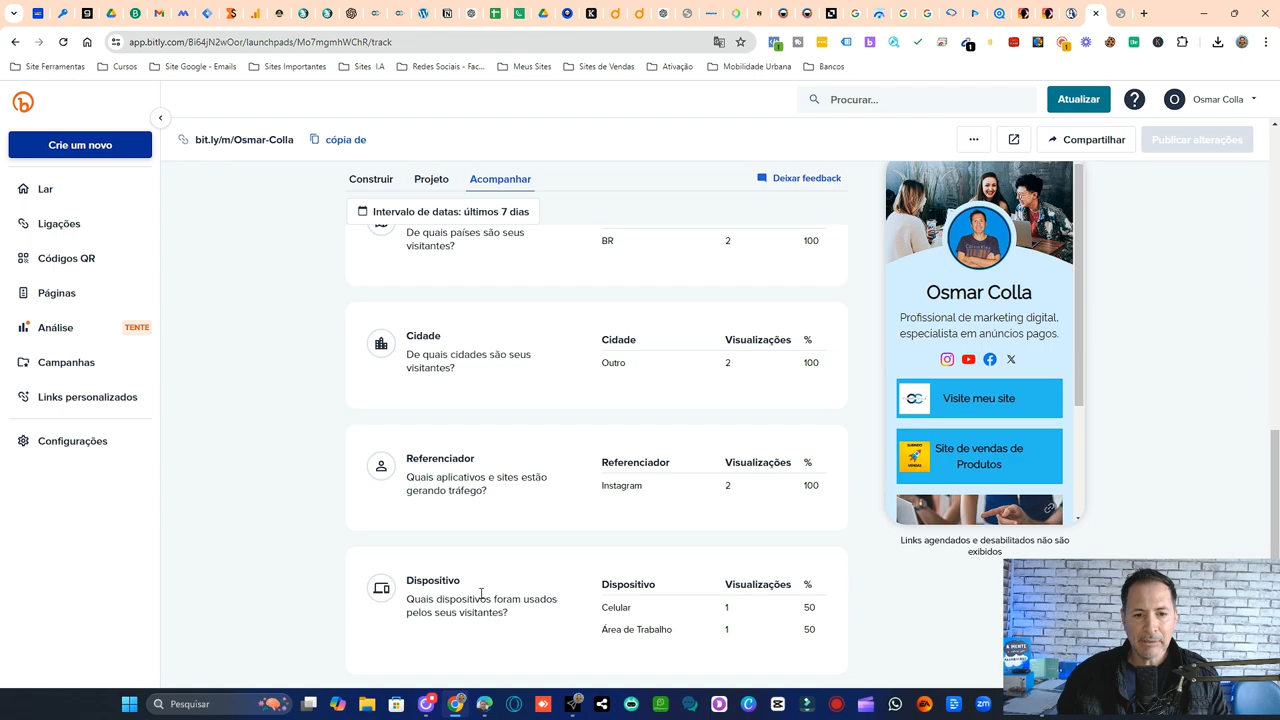 app.bitly.com/Bi64jN2wOor/launchpads/Mo7mgmhWChR/track
Site Ferramentas
Cursos
Site Google - Emails
Sites Importantes
Sites I.A
Redes Sociais - Fac...
Meus Sites
Sites de Vendas
Ativação
Mobilidade Urbana
Bancos
Procurar...
Atualizar
Osmar Colla
Crie um novo
bit.ly/m/Osmar-Colla
cópia de
Compartilhar
Publicar alterações
Lar
Ligações
Códigos QR
Páginas
Análise
TENTE
Campanhas
Links personalizados
Configurações
Construir
Projeto
Acompanhar
Deixar feedback
Intervalo de datas: últimos 7 dias
De quais países são seus
visitantes?
BR 2 100
Cidade
De quais cidades são seus
visitantes?
Cidade Visualizações %
Outro 2 100
Referenciador
Quais aplicativos e sites estão
gerando tráfego?
Referenciador Visualizações %
Instagram 2 100
Dispositivo
Quais dispositivos foram usados
pelos seus visitantes?
Dispositivo Visualizações %
Celular 1 50
Área de Trabalho 1 50
Osmar Colla
Profissional de marketing digital,
especialista em anúncios pagos.
Visite meu site
Site de vendas de
Produtos
Links agendados e desabilitados não são
exibidos
Pesquisar